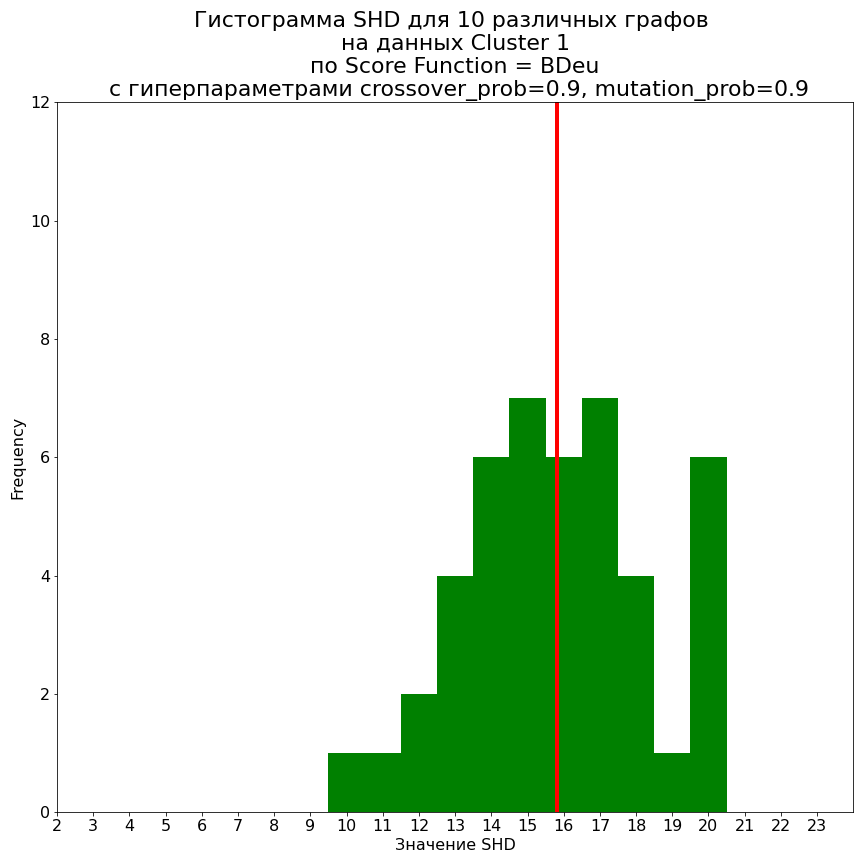 Гистограмма SHD для 10 различных графов
на данных Cluster 1
по Score Function = BDeu
с гиперпараметрами crossover_prob=0.9, mutation_prob=0.9
12
10
8
6
4
2
0
Frequency
2 3 4 5 6 7 8 9 10 11 12 13 14 15 16 17 18 19 20 21 22 23
Значение SHD